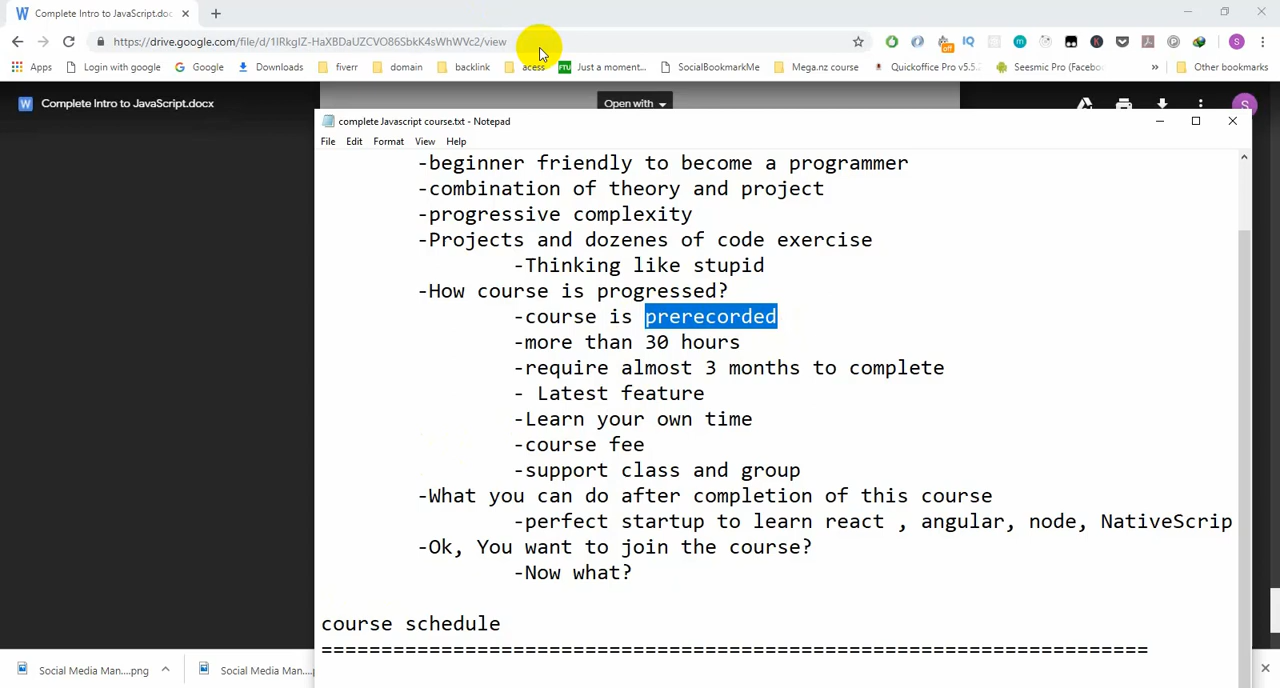 Complete Intro to JavaScript.doc
https://drive.google.com/file/d/1IRkgIZ-HaXBDaUZCVO86SbkK4sWhWVc2/view
Apps Login with google Google Downloads fiverr domain backlink acess Just a moment... SocialBookmarkMe Mega.nz course Quickoffice Pro v5.5. Seesmic Pro (Facebo » Other bookmarks
Complete Intro to JavaScript.docx Open with
complete Javascript course.txt - Notepad
File Edit Format View Help
-beginner friendly to become a programmer
-combination of theory and project
-progressive complexity
-Projects and dozenes of code exercise
-Thinking like stupid
-How course is progressed?
-course is prerecorded
-more than 30 hours
-require almost 3 months to complete
- Latest feature
-Learn your own time
-course fee
-support class and group
-What you can do after completion of this course
-perfect startup to learn react , angular, node, NativeScrip
-Ok, You want to join the course?
-Now what?
course schedule
=====================================================================
Social Media Man....png Social Media Man....p